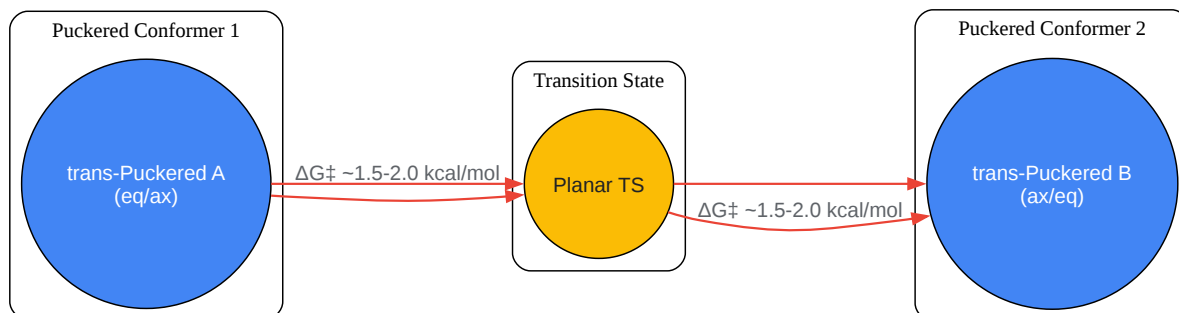 Puckered Conformer 1
trans-Puckered A
(eq/ax)
ΔG‡ ~1.5-2.0 kcal/mol
Transition State
Planar TS
ΔG‡ ~1.5-2.0 kcal/mol
Puckered Conformer 2
trans-Puckered B
(ax/eq)